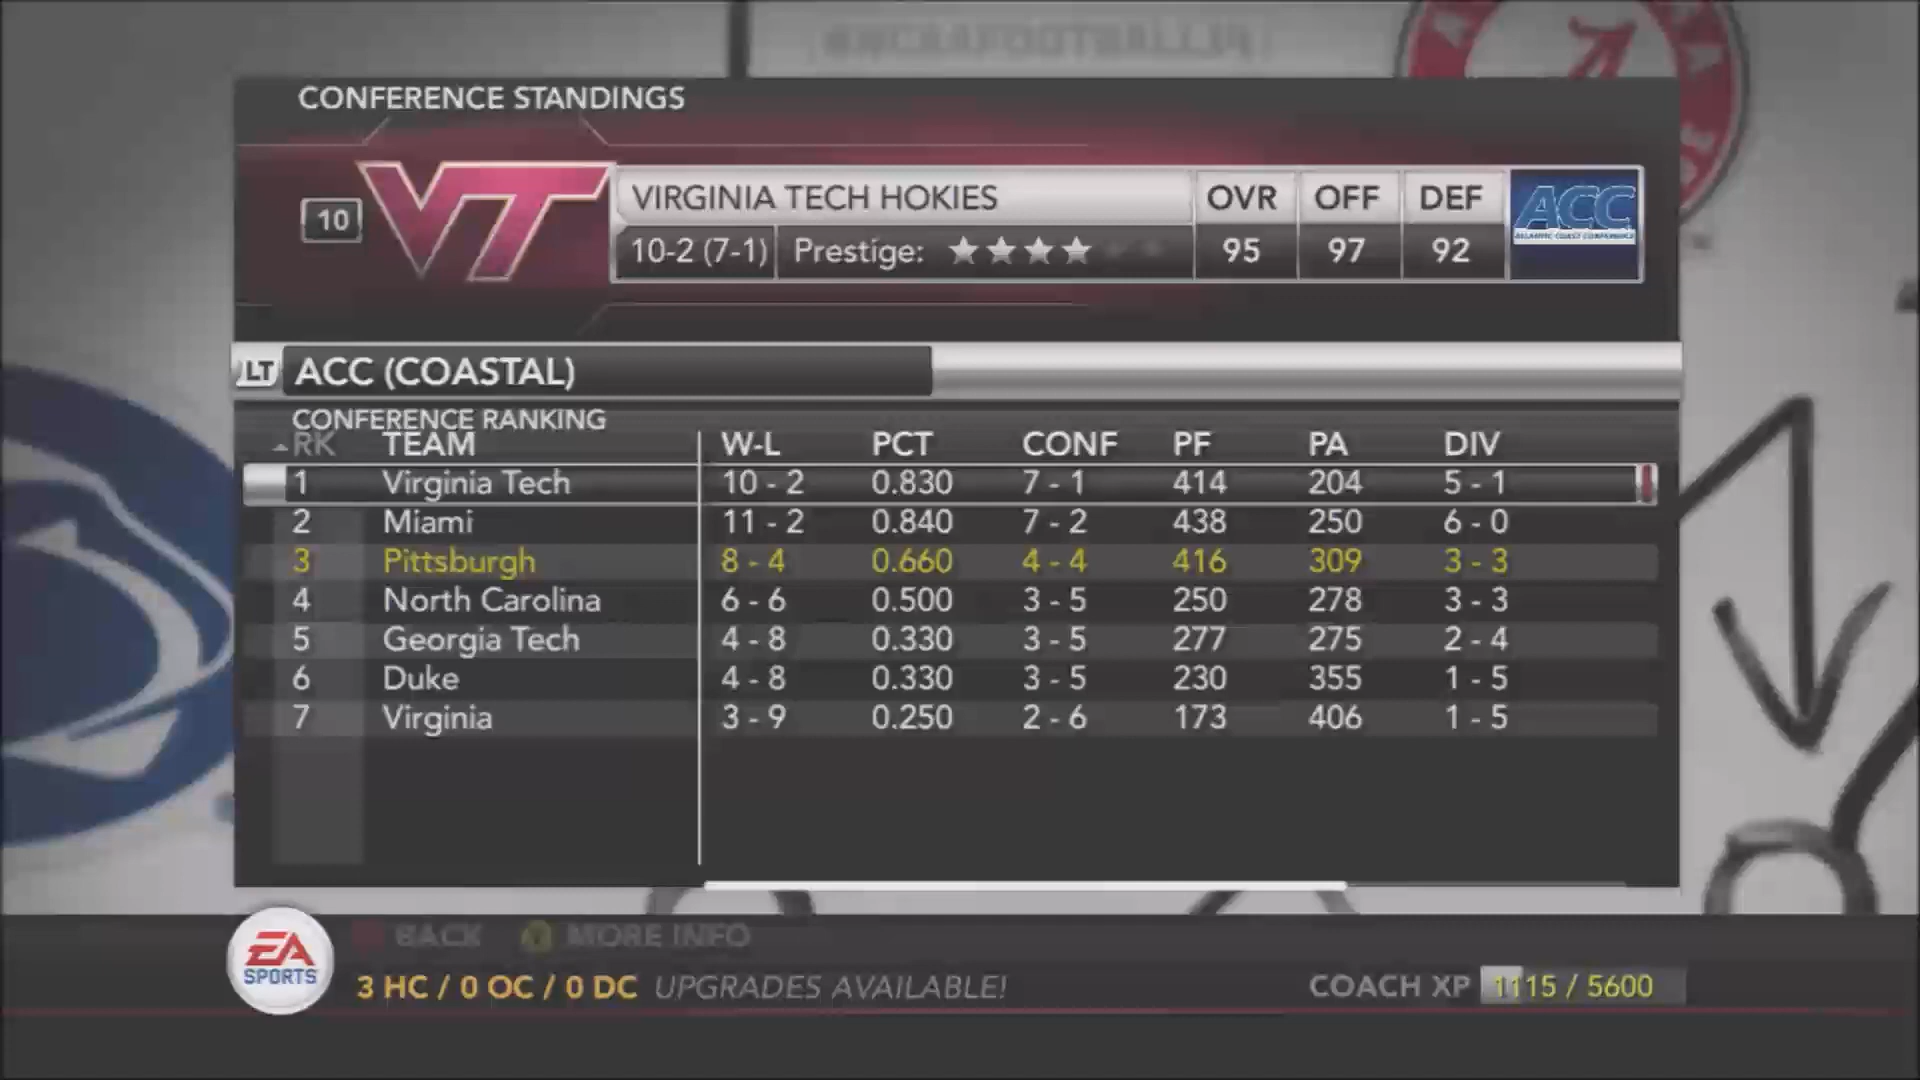 #NCAAFOOTBALL14
CONFERENCE STANDINGS
10
VT
VIRGINIA TECH HOKIES OVR OFF DEF
ACC
ATLANTIC COAST CONFERENCE
10-2 (7-1) Prestige: 95 97 92
LT ACC (COASTAL)
CONFERENCE RANKING
RK TEAM W-L PCT CONF PF PA DIV
1 Virginia Tech 10 - 2 0.830 7 - 1 414 204 5 - 1
2 Miami 11 - 2 0.840 7 - 2 438 250 6 - 0
3 Pittsburgh 8 - 4 0.660 4 - 4 416 309 3 - 3
4 North Carolina 6 - 6 0.500 3 - 5 250 278 3 - 3
5 Georgia Tech 4 - 8 0.330 3 - 5 277 275 2 - 4
6 Duke 4 - 8 0.330 3 - 5 230 355 1 - 5
7 Virginia 3 - 9 0.250 2 - 6 173 406 1 - 5
BACK MORE INFO
EA
SPORTS
3 HC / 0 OC / 0 DC UPGRADES AVAILABLE!
COACH XP 1115 / 5600